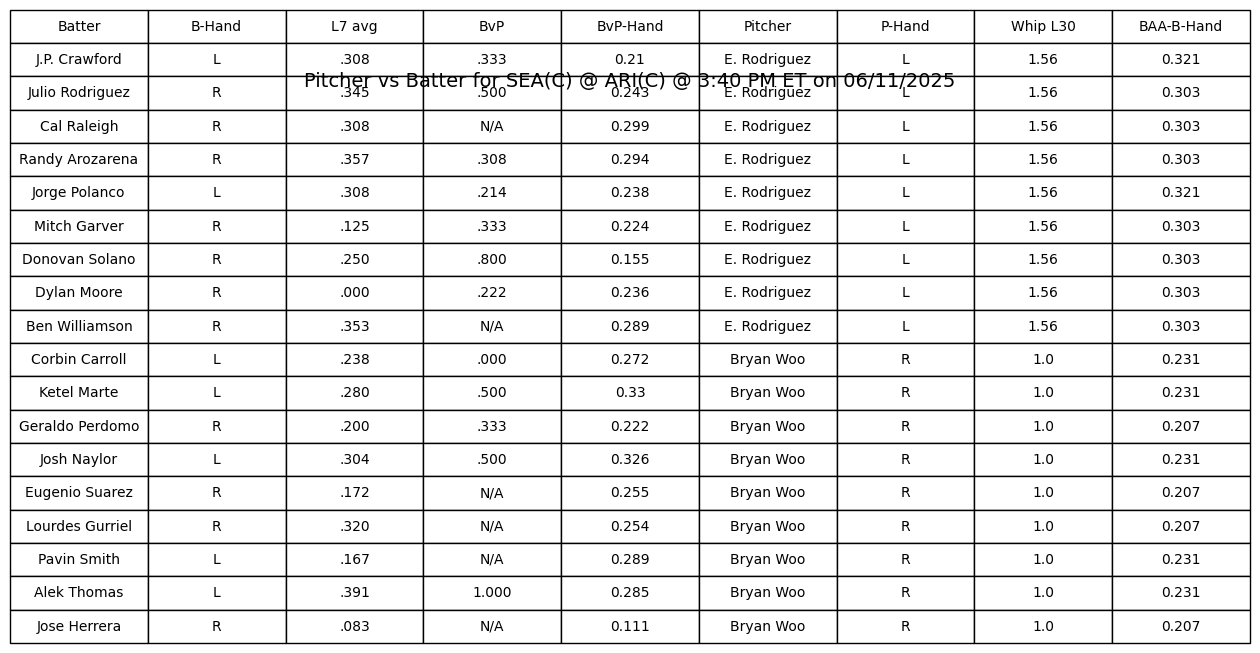 Batter B-Hand L7 avg BvP BvP-Hand Pitcher P-Hand Whip L30 BAA-B-Hand
J.P. Crawford L .308 .333 0.21 E. Rodriguez L 1.56 0.321
Pitcher vs Batter for SEA(C) @ ARI(C) @ 3:40 PM ET on 06/11/2025
Julio Rodriguez R .345 .500 0.243 E. Rodriguez L 1.56 0.303
Cal Raleigh R .308 N/A 0.299 E. Rodriguez L 1.56 0.303
Randy Arozarena R .357 .308 0.294 E. Rodriguez L 1.56 0.303
Jorge Polanco L .308 .214 0.238 E. Rodriguez L 1.56 0.321
Mitch Garver R .125 .333 0.224 E. Rodriguez L 1.56 0.303
Donovan Solano R .250 .800 0.155 E. Rodriguez L 1.56 0.303
Dylan Moore R .000 .222 0.236 E. Rodriguez L 1.56 0.303
Ben Williamson R .353 N/A 0.289 E. Rodriguez L 1.56 0.303
Corbin Carroll L .238 .000 0.272 Bryan Woo R 1.0 0.231
Ketel Marte L .280 .500 0.33 Bryan Woo R 1.0 0.231
Geraldo Perdomo R .200 .333 0.222 Bryan Woo R 1.0 0.207
Josh Naylor L .304 .500 0.326 Bryan Woo R 1.0 0.231
Eugenio Suarez R .172 N/A 0.255 Bryan Woo R 1.0 0.207
Lourdes Gurriel R .320 N/A 0.254 Bryan Woo R 1.0 0.207
Pavin Smith L .167 N/A 0.289 Bryan Woo R 1.0 0.231
Alek Thomas L .391 1.000 0.285 Bryan Woo R 1.0 0.231
Jose Herrera R .083 N/A 0.111 Bryan Woo R 1.0 0.207